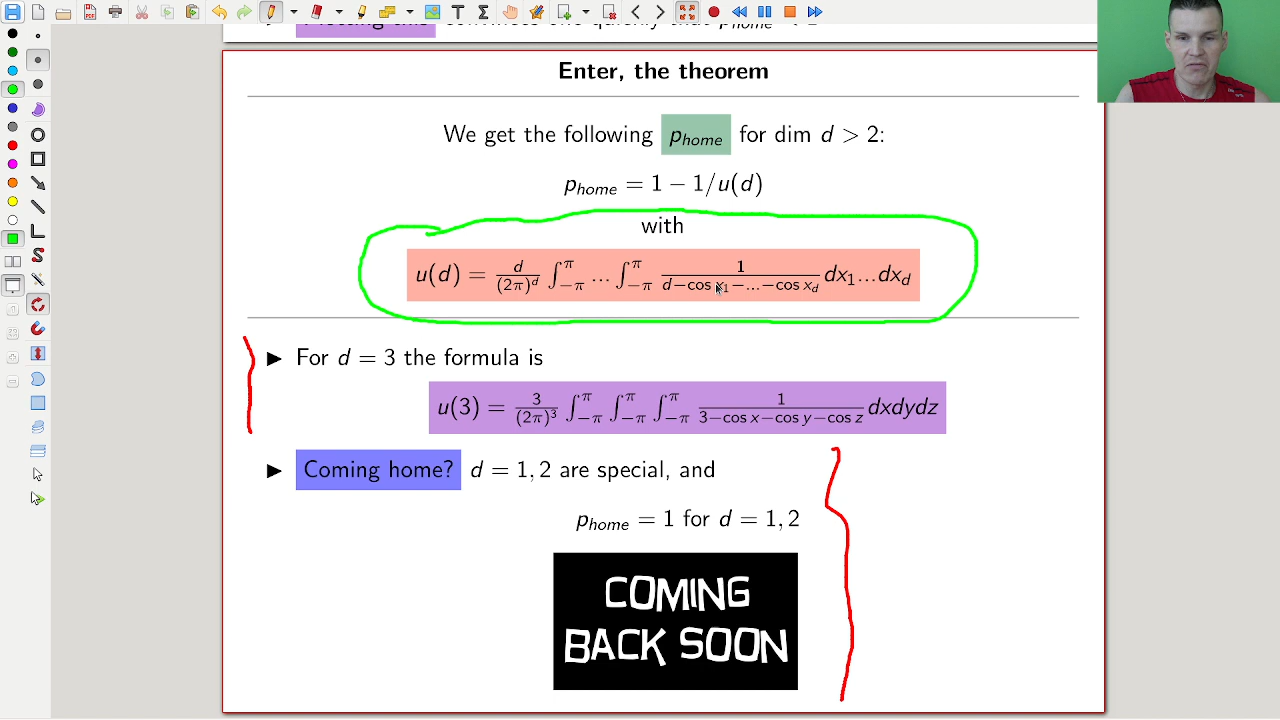 Enter, the theorem
We get the following p_home for dim d > 2:
p_home = 1 − 1/u(d)
with
u(d) = d/(2π)^d ∫_{−π}^{π} ... ∫_{−π}^{π} 1/(d−cos x_1−...−cos x_d) dx_1...dx_d
▶ For d = 3 the formula is
u(3) = 3/(2π)^3 ∫_{−π}^{π} ∫_{−π}^{π} ∫_{−π}^{π} 1/(3−cos x−cos y−cos z) dxdydz
▶ Coming home? d = 1, 2 are special, and
p_home = 1 for d = 1, 2
COMING
BACK SOON